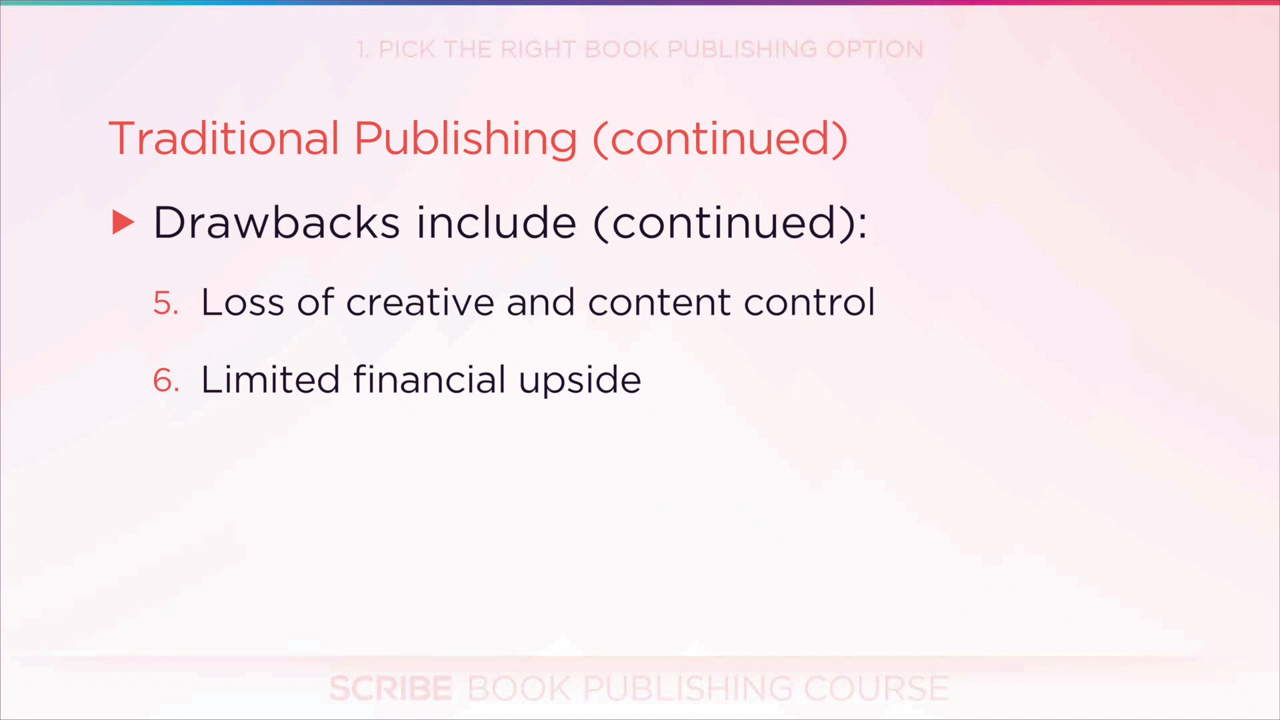 1. PICK THE RIGHT BOOK PUBLISHING OPTION
Traditional Publishing (continued)
Drawbacks include (continued):
5. Loss of creative and content control
6. Limited financial upside
SCRIBE BOOK PUBLISHING COURSE